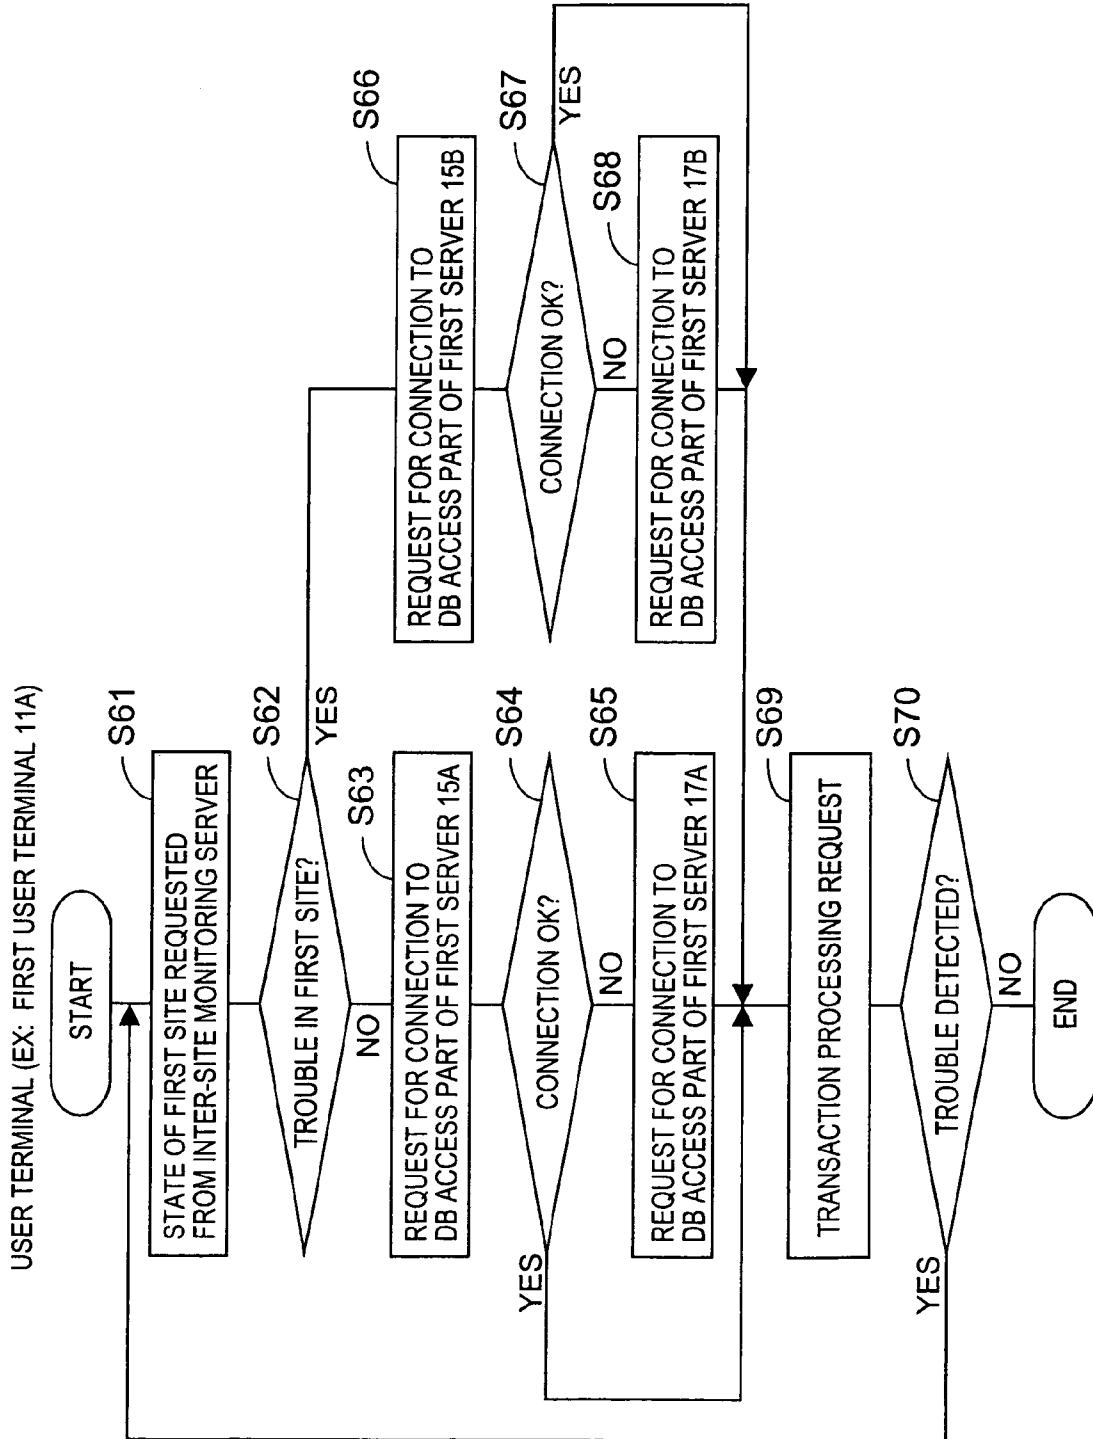 USER TERMINAL (EX: FIRST USER TERMINAL 11A)
START
S61
STATE OF FIRST SITE REQUESTED
FROM INTER-SITE MONITORING SERVER
S62
TROUBLE IN FIRST SITE?
YES
NO
S63
REQUEST FOR CONNECTION TO
DB ACCESS PART OF FIRST SERVER 15A
S64
CONNECTION OK?
YES
NO
S65
REQUEST FOR CONNECTION TO
DB ACCESS PART OF FIRST SERVER 17A
S66
REQUEST FOR CONNECTION TO
DB ACCESS PART OF FIRST SERVER 15B
S67
CONNECTION OK?
YES
NO
S68
REQUEST FOR CONNECTION TO
DB ACCESS PART OF FIRST SERVER 17B
S69
TRANSACTION PROCESSING REQUEST
S70
TROUBLE DETECTED?
YES
NO
END